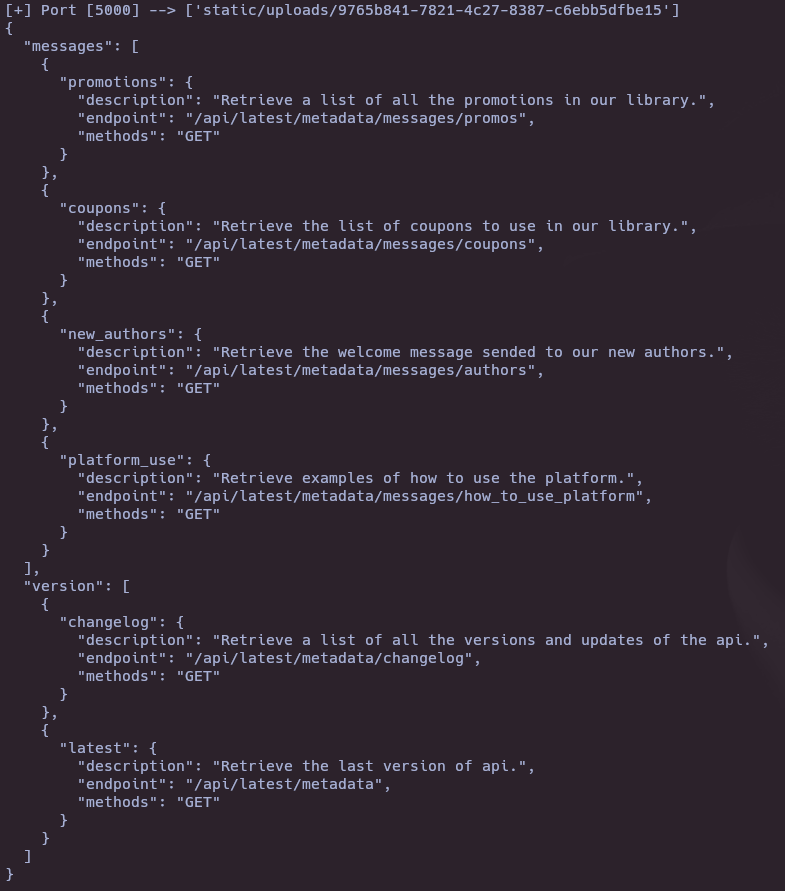 [+] Port [5000] --> ['static/uploads/9765b841-7821-4c27-8387-c6ebb5dfbe15']
{
  "messages": [
    {
      "promotions": {
        "description": "Retrieve a list of all the promotions in our library.",
        "endpoint": "/api/latest/metadata/messages/promos",
        "methods": "GET"
      }
    },
    {
      "coupons": {
        "description": "Retrieve the list of coupons to use in our library.",
        "endpoint": "/api/latest/metadata/messages/coupons",
        "methods": "GET"
      }
    },
    {
      "new_authors": {
        "description": "Retrieve the welcome message sended to our new authors.",
        "endpoint": "/api/latest/metadata/messages/authors",
        "methods": "GET"
      }
    },
    {
      "platform_use": {
        "description": "Retrieve examples of how to use the platform.",
        "endpoint": "/api/latest/metadata/messages/how_to_use_platform",
        "methods": "GET"
      }
    }
  ],
  "version": [
    {
      "changelog": {
        "description": "Retrieve a list of all the versions and updates of the api.",
        "endpoint": "/api/latest/metadata/changelog",
        "methods": "GET"
      }
    },
    {
      "latest": {
        "description": "Retrieve the last version of api.",
        "endpoint": "/api/latest/metadata",
        "methods": "GET"
      }
    }
  ]
}